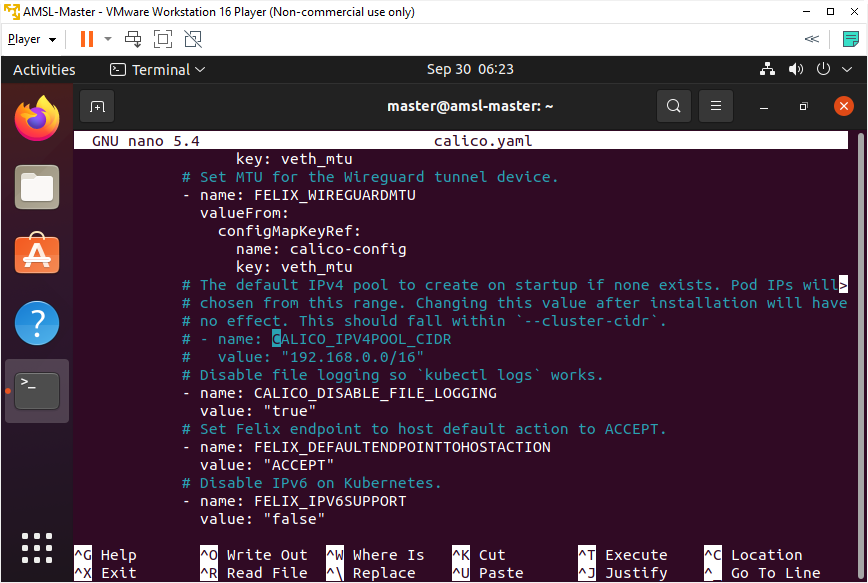 AMSL-Master - VMware Workstation 16 Player (Non-commercial use only)
Player
Activities Terminal Sep 30 06:23
master@amsl-master: ~
GNU nano 5.4 calico.yaml
key: veth_mtu
# Set MTU for the Wireguard tunnel device.
- name: FELIX_WIREGUARDMTU
valueFrom:
configMapKeyRef:
name: calico-config
key: veth_mtu
# The default IPv4 pool to create on startup if none exists. Pod IPs will>
# chosen from this range. Changing this value after installation will have
# no effect. This should fall within `--cluster-cidr`.
# - name: CALICO_IPV4POOL_CIDR
#   value: "192.168.0.0/16"
# Disable file logging so `kubectl logs` works.
- name: CALICO_DISABLE_FILE_LOGGING
value: "true"
# Set Felix endpoint to host default action to ACCEPT.
- name: FELIX_DEFAULTENDPOINTTOHOSTACTION
value: "ACCEPT"
# Disable IPv6 on Kubernetes.
- name: FELIX_IPV6SUPPORT
value: "false"
^G Help ^O Write Out ^W Where Is ^K Cut ^T Execute ^C Location
^X Exit ^R Read File ^\ Replace ^U Paste ^J Justify ^_ Go To Line